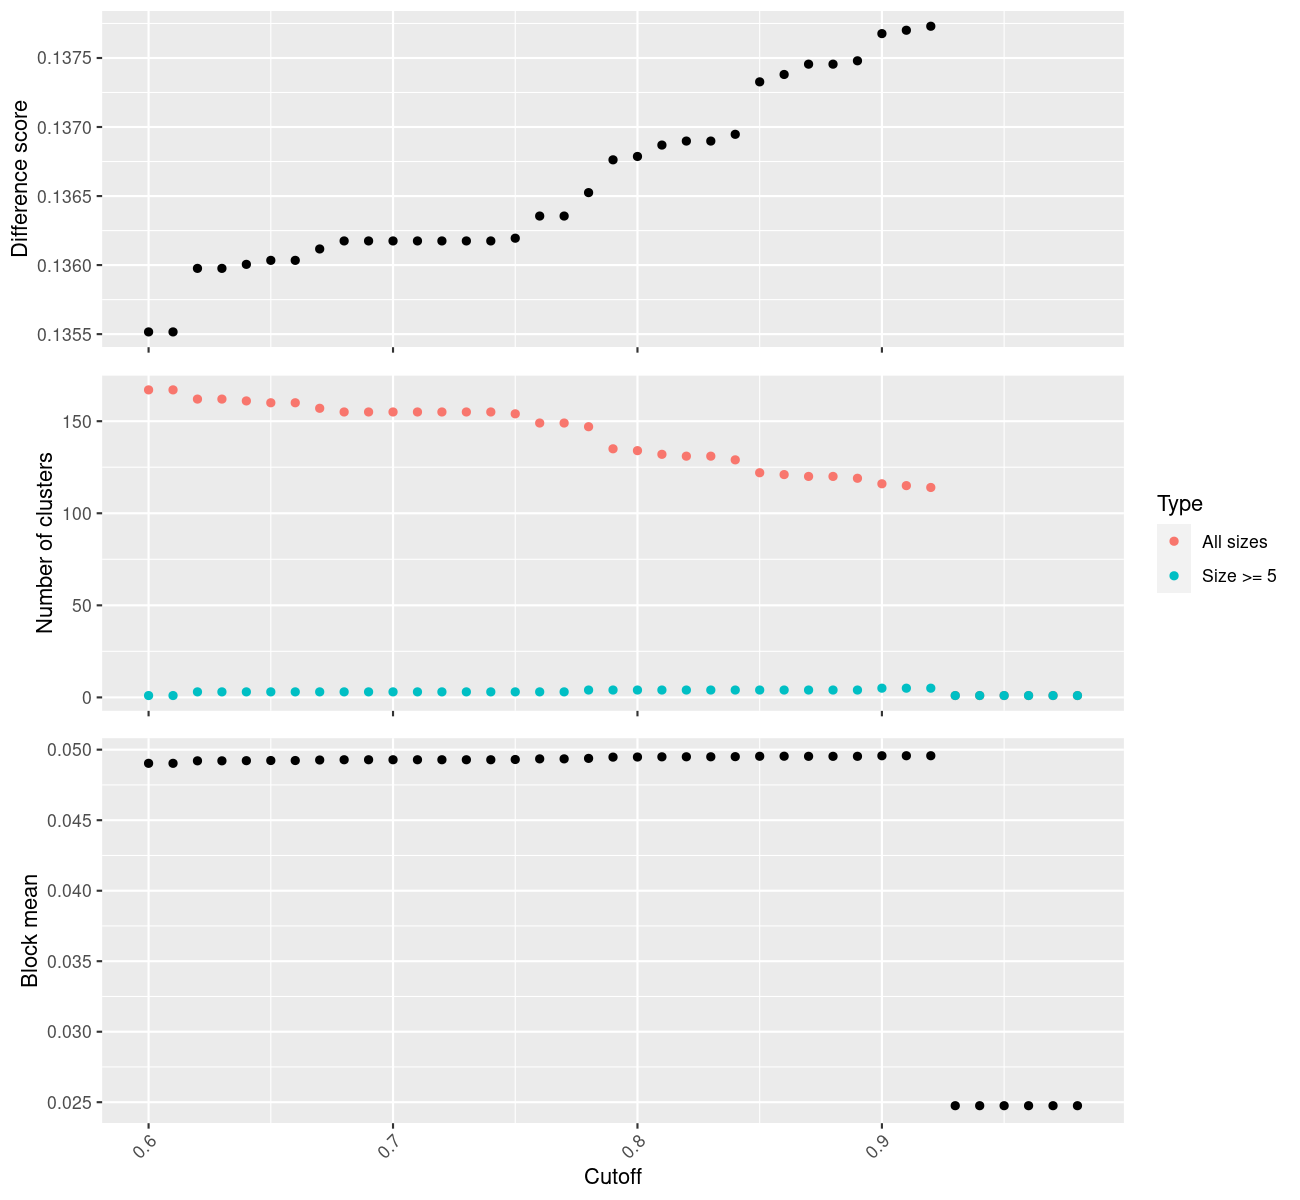 Difference score
0.1375
0.1370
0.1365
0.1360
0.1355
Number of clusters
150
100
50
0
Type
All sizes
Size >= 5
Block mean
0.050
0.045
0.040
0.035
0.030
0.025
0.6
0.7
0.8
0.9
Cutoff